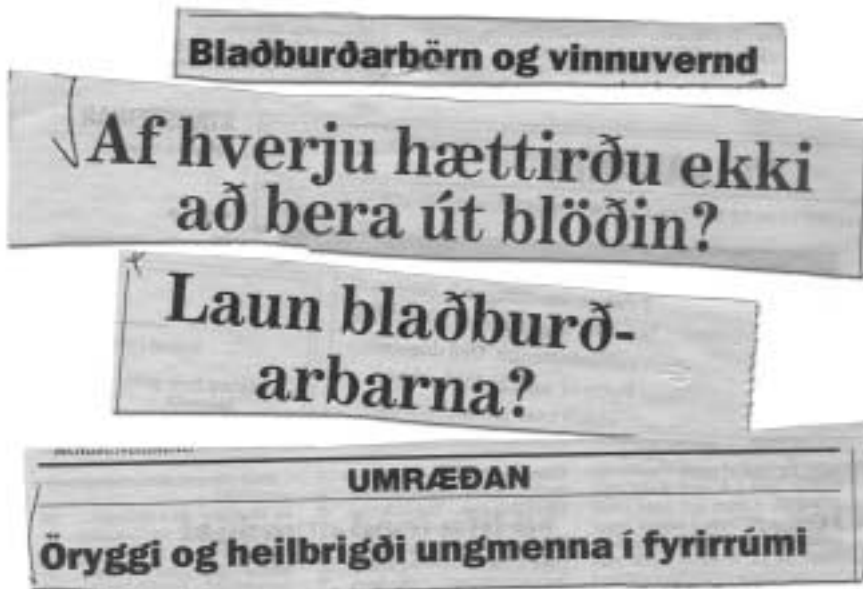 Blaðburðarbörn og vinnuvernd
Af hverju hættirðu ekki
að bera út blöðin?
Laun blaðburð-
arbarna?
UMRÆÐAN
Öryggi og heilbrigði ungmenna í fyrirrúmi